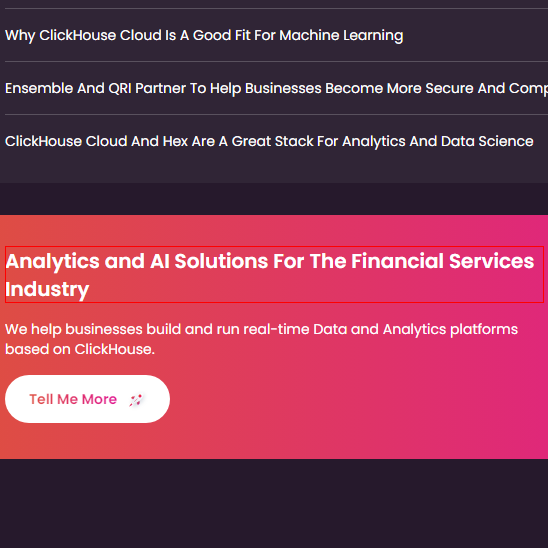 Why ClickHouse Cloud Is A Good Fit For Machine Learning
Ensemble And QRI Partner To Help Businesses Become More Secure And
ClickHouse Cloud And Hex Are A Great Stack For Analytics And Data Science
Analytics and AI Solutions For The Financial Services
Industry
We help businesses build and run real-time Data and Analytics platforms
based on ClickHouse.
Tell Me More